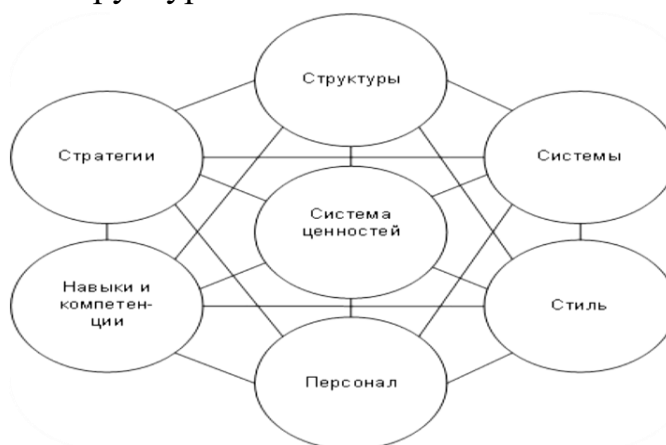 Структуры
Стратегии
Системы
Система
ценностей
Навыки и
компетен-
ции
Стиль
Персонал